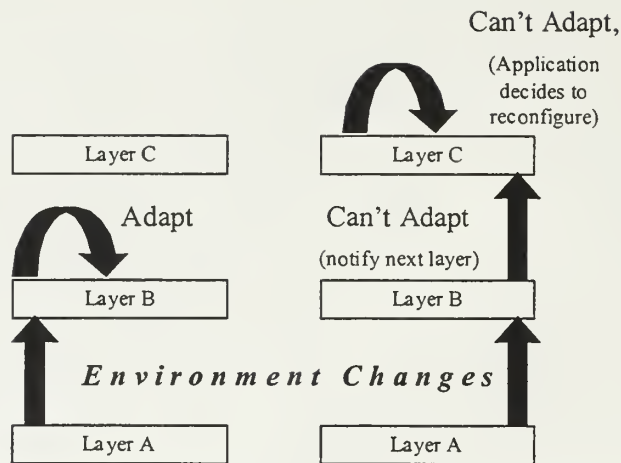 Can't Adapt,
(Application
decides to
reconfigure)
Layer C
Layer C
Adapt
Can't Adapt
(notify next layer)
Layer B
Layer B
Environment Changes
Layer A
Layer A